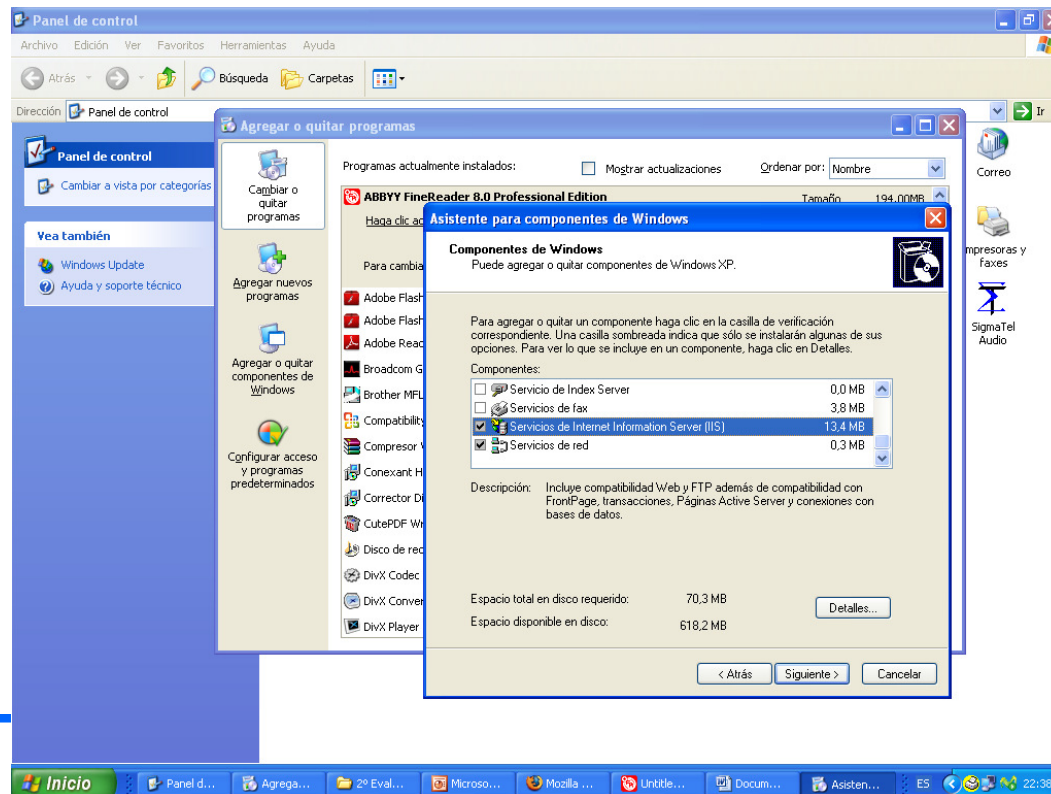 Panel de control
Archivo Edición Ver Favoritos Herramientas Ayuda
Atrás Búsqueda Carpetas
Dirección Panel de control Ir
Panel de control
Cambiar a vista por categorías
Vea también
Windows Update
Ayuda y soporte técnico
Correo
faxes
SigmaTel
Audio
Agregar o quitar programas
Cambiar o
quitar
programas
Agregar nuevos
programas
Agregar o quitar
componentes de
Windows
Configurar acceso
y programas
predeterminados
Programas actualmente instalados: Mostrar actualizaciones Ordenar por: Nombre
ABBYY FineReader 8.0 Professional Edition Tamaño 194,00MB
Haga clic
Para cambia
Adobe Flash
Adobe Flash
Adobe Read
Broadcom G
Brother MFL
Compatibility
Compresor
Conexant H
Corrector Di
CutePDF Wr
Disco de rec
DivX Codec
DivX Conver
DivX Player
Asistente para componentes de Windows
Componentes de Windows
Puede agregar o quitar componentes de Windows XP.
Para agregar o quitar un componente haga clic en la casilla de verificación
correspondiente. Una casilla sombreada indica que sólo se instalarán algunas de sus
opciones. Para ver lo que se incluye en un componente, haga clic en Detalles.
Componentes:
Servicio de Index Server 0,0 MB
Servicios de fax 3,8 MB
Servicios de Internet Information Server (IIS) 13,4 MB
Servicios de red 0,3 MB
Descripción: Incluye compatibilidad Web y FTP además de compatibilidad con
FrontPage, transacciones, Páginas Active Server y conexiones con
bases de datos.
Espacio total en disco requerido: 70,3 MB
Espacio disponible en disco: 618,2 MB
Detalles...
< Atrás Siguiente > Cancelar
Inicio Panel d... Agrega... 2º Eval... Microso... Mozilla ... Untitle... Docum... Asisten... ES 22:38